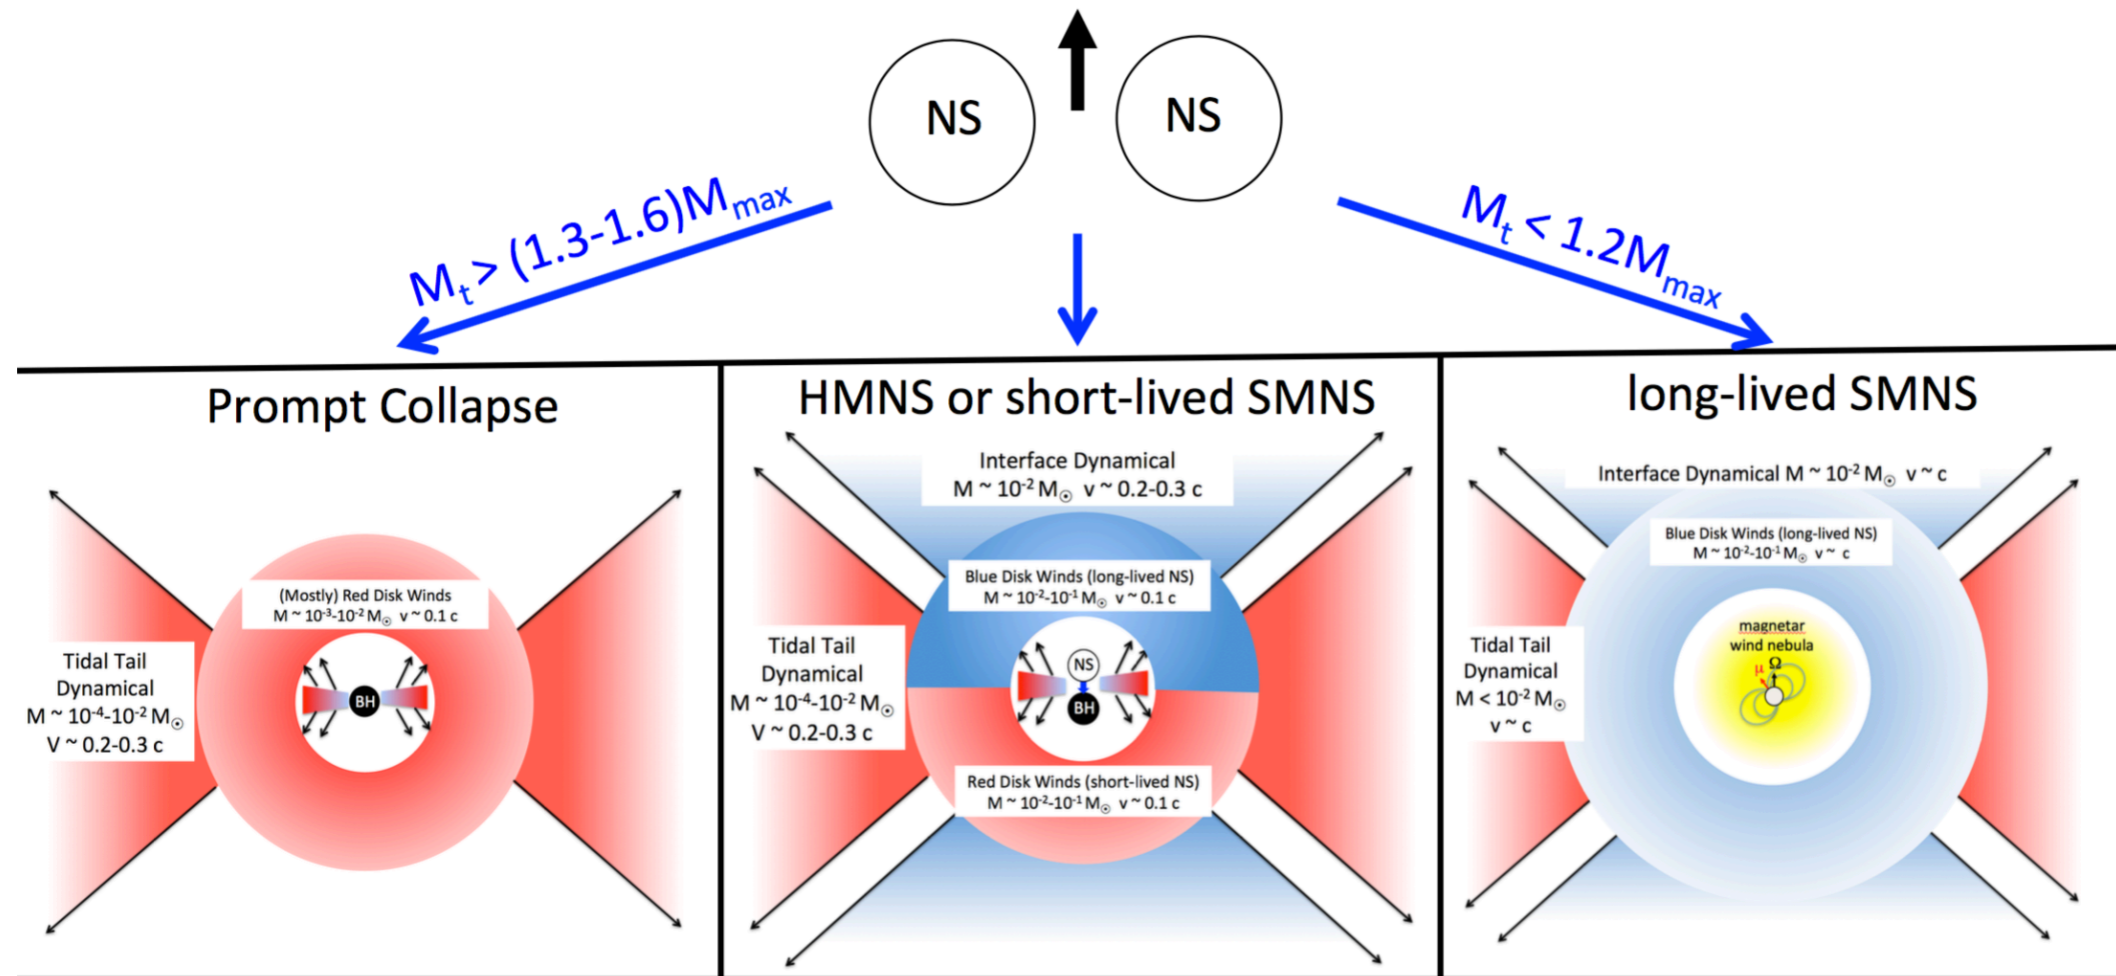 NS
NS
Mₜ > (1.3-1.6)Mₘₐₓ
Mₜ < 1.2Mₘₐₓ
Prompt Collapse
(Mostly) Red Disk Winds
M ~ 10⁻³-10⁻² M☉ v ~ 0.1 c
Tidal Tail
Dynamical
M ~ 10⁻⁴-10⁻² M☉
V ~ 0.2-0.3 c
BH
HMNS or short-lived SMNS
Interface Dynamical
M ~ 10⁻² M☉ v ~ 0.2-0.3 c
Blue Disk Winds (long-lived NS)
M ~ 10⁻²-10⁻¹ M☉ v ~ 0.1 c
Tidal Tail
Dynamical
M ~ 10⁻⁴-10⁻² M☉
V ~ 0.2-0.3 c
NS
BH
Red Disk Winds (short-lived NS)
M ~ 10⁻²-10⁻¹ M☉ v ~ 0.1 c
long-lived SMNS
Interface Dynamical M ~ 10⁻² M☉ v ~ c
Blue Disk Winds (long-lived NS)
M ~ 10⁻²-10⁻¹ M☉ v ~ c
Tidal Tail
Dynamical
M < 10⁻² M☉
v ~ c
magnetar
wind nebula
μ Ω